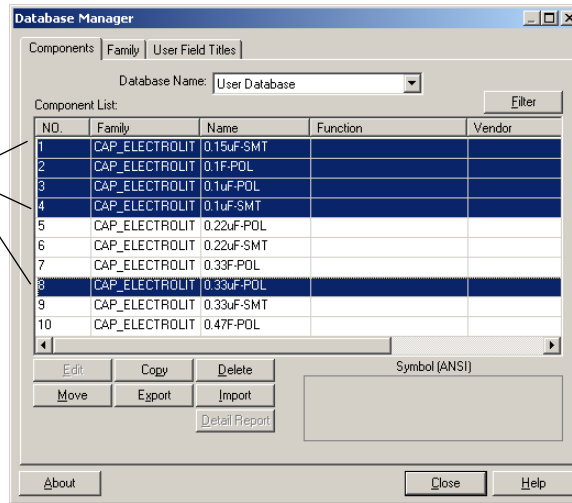 Database Manager
Components Family User Field Titles
Database Name: User Database
Component List: Filter
NO. Family Name Function Vendor
1 CAP_ELECTROLIT 0.15uF-SMT
2 CAP_ELECTROLIT 0.1F-POL
3 CAP_ELECTROLIT 0.1uF-POL
4 CAP_ELECTROLIT 0.1uF-SMT
5 CAP_ELECTROLIT 0.22uF-POL
6 CAP_ELECTROLIT 0.22uF-SMT
7 CAP_ELECTROLIT 0.33F-POL
8 CAP_ELECTROLIT 0.33uF-POL
9 CAP_ELECTROLIT 0.33uF-SMT
10 CAP_ELECTROLIT 0.47F-POL
Edit Copy Delete Symbol (ANSI)
Move Export Import
Detail Report
About Close Help